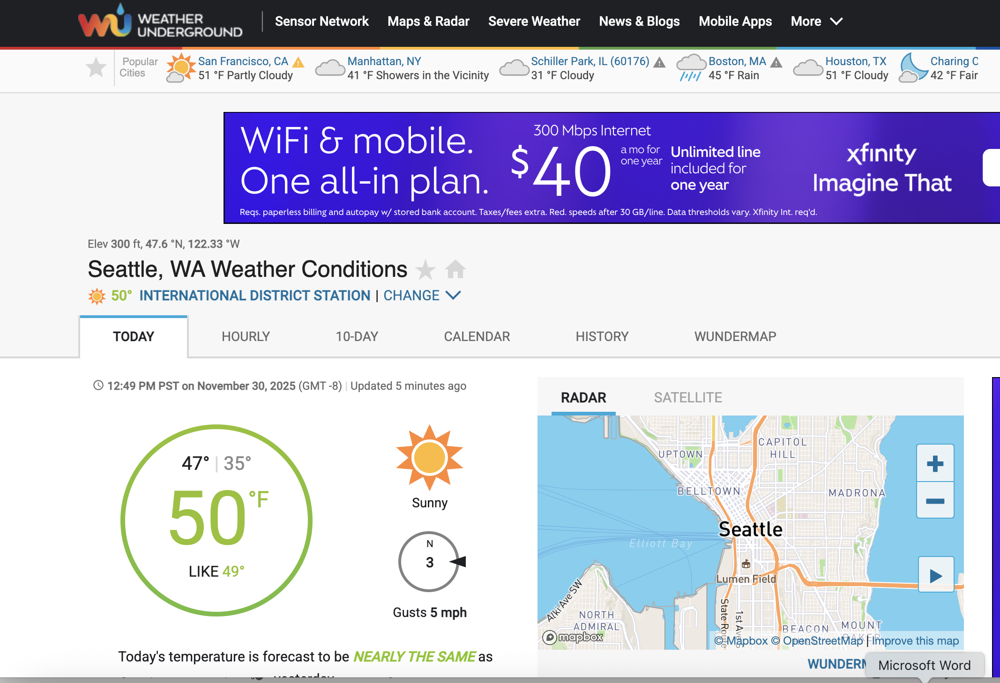 WEATHER
UNDERGROUND
Sensor Network
Maps & Radar
Severe Weather
News & Blogs
Mobile Apps
More
Popular
Cities
San Francisco, CA
51 °F Partly Cloudy
Manhattan, NY
41 °F Showers in the Vicinity
Schiller Park, IL (60176)
31 °F Cloudy
Boston, MA
45 °F Rain
Houston, TX
51 °F Cloudy
Charing C
42 °F Fair
WiFi & mobile.
One all-in plan.
300 Mbps Internet
$40
a mo for
one year
Unlimited line
included for
one year
xfinity
Imagine That
Reqs. paperless billing and autopay w/ stored bank account. Taxes/fees extra. Red. speeds after 30 GB/line. Data thresholds vary. Xfinity Int. req'd.
Elev 300 ft, 47.6 °N, 122.33 °W
Seattle, WA Weather Conditions
50° INTERNATIONAL DISTRICT STATION | CHANGE
TODAY
HOURLY
10-DAY
CALENDAR
HISTORY
WUNDERMAP
12:49 PM PST on November 30, 2025 (GMT -8) | Updated 5 minutes ago
47° | 35°
50 °F
LIKE 49°
Sunny
N
3
Gusts 5 mph
Today's temperature is forecast to be NEARLY THE SAME as
yesterday
RADAR
SATELLITE
CAPITOL
HILL
UPTOWN
BELLTOWN
MADRONA
Seattle
Elliott Bay
Lumen Field
Alki Ave SW
NORTH
ADMIRAL
State Route
1st Ave S
BEACON
MOUNT
BAKER
mapbox
© Mapbox © OpenStreetMap | Improve this map
WUNDERM
Microsoft Word